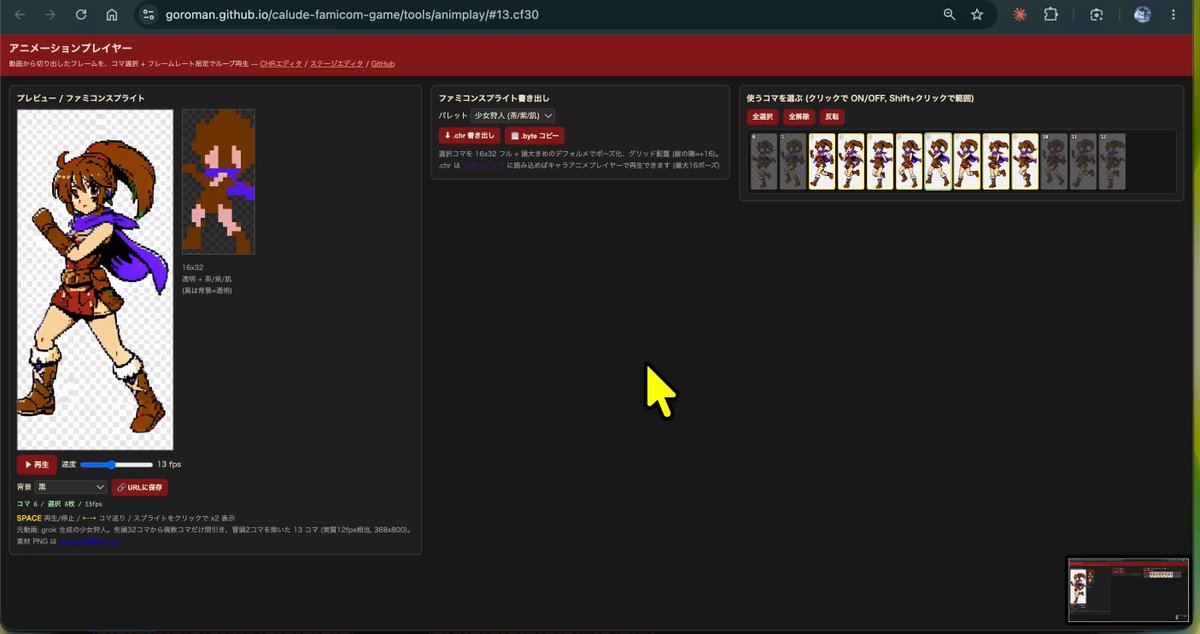 goroman.github.io/calude-famicom-game/tools/animplay/#13.cf30
アニメーションプレイヤー
動画から切り出したフレームを、コマ選択 + フレームレート指定でループ再生 — CHRエディタ / ステージエディタ / GitHub
プレビュー / ファミコンスプライト
16x32
透明 + 茶/紫/肌
(黒は背景=透明)
▶ 再生 速度 13 fps
背景 黒 URLに保存
コマ 6 / 選択 8枚 / 13fps
SPACE 再生/停止 / ←→ コマ送り / スプライトをクリックで x2 表示
元動画: grok 生成の少女狩人。先頭32コマから偶数コマだけ間引き、冒頭2コマを除いた 13 コマ (実質12fps相当, 368x800)。
素材 PNG は
ファミコンスプライト書き出し
パレット 少女狩人 (茶/紫/肌)
⬇ .chr 書き出し 📋 .byte コピー
選択コマを 16x32 フル + 頭大きめのデフォルメでポーズ化、グリッド配置 (縦の隣=+16)。
.chr は に読み込めばキャラアニメプレイヤーで再生できます (最大16ポーズ)
使うコマを選ぶ (クリックで ON/OFF, Shift+クリックで範囲)
全選択 全解除 反転
0 1 10 11 12